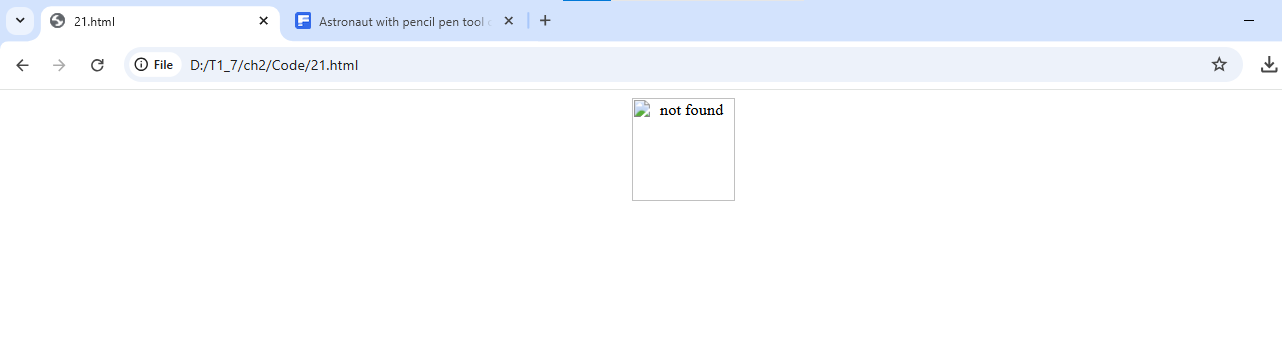 21.html
Astronaut with pencil pen tool
File
D:/T1_7/ch2/Code/21.html
not found